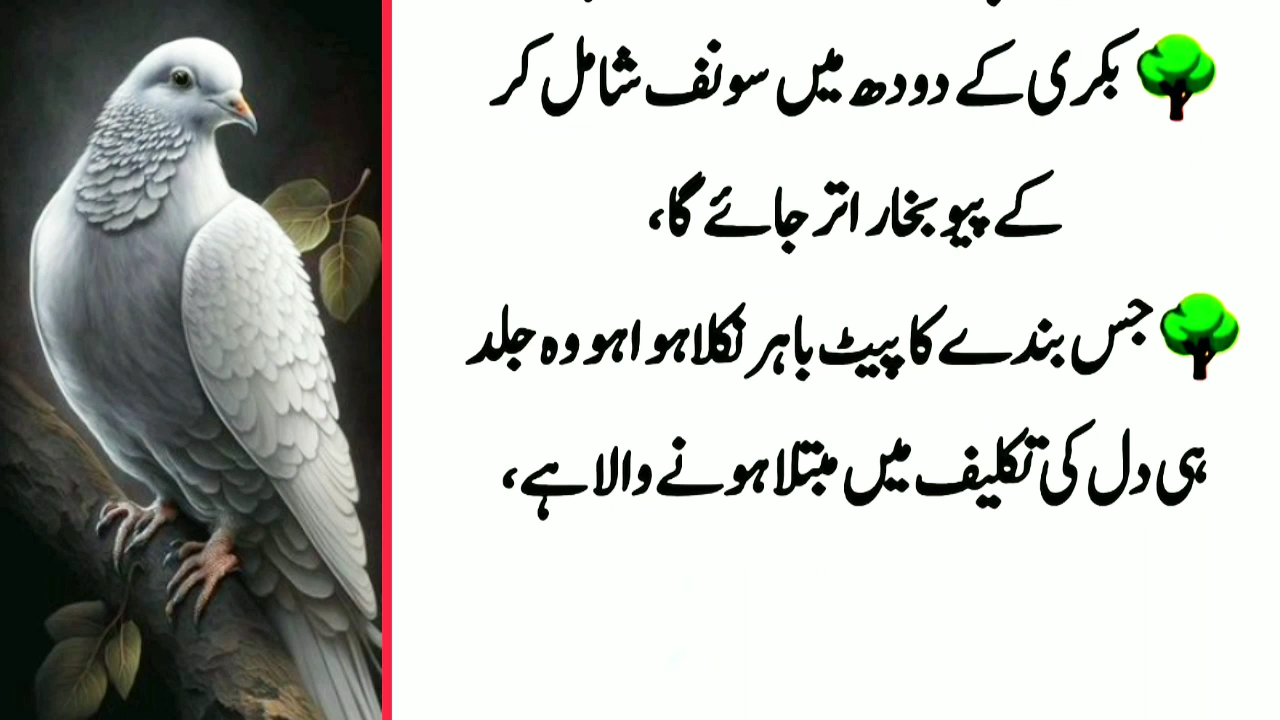 بکری کے دودھ میں سونف شامل کر
کے پیو بخار اتر جائے گا،
جس بندے کا پیٹ باہر نکلا ہوا ہو وہ جلد
ہی دل کی تکلیف میں مبتلا ہونے والا ہے،